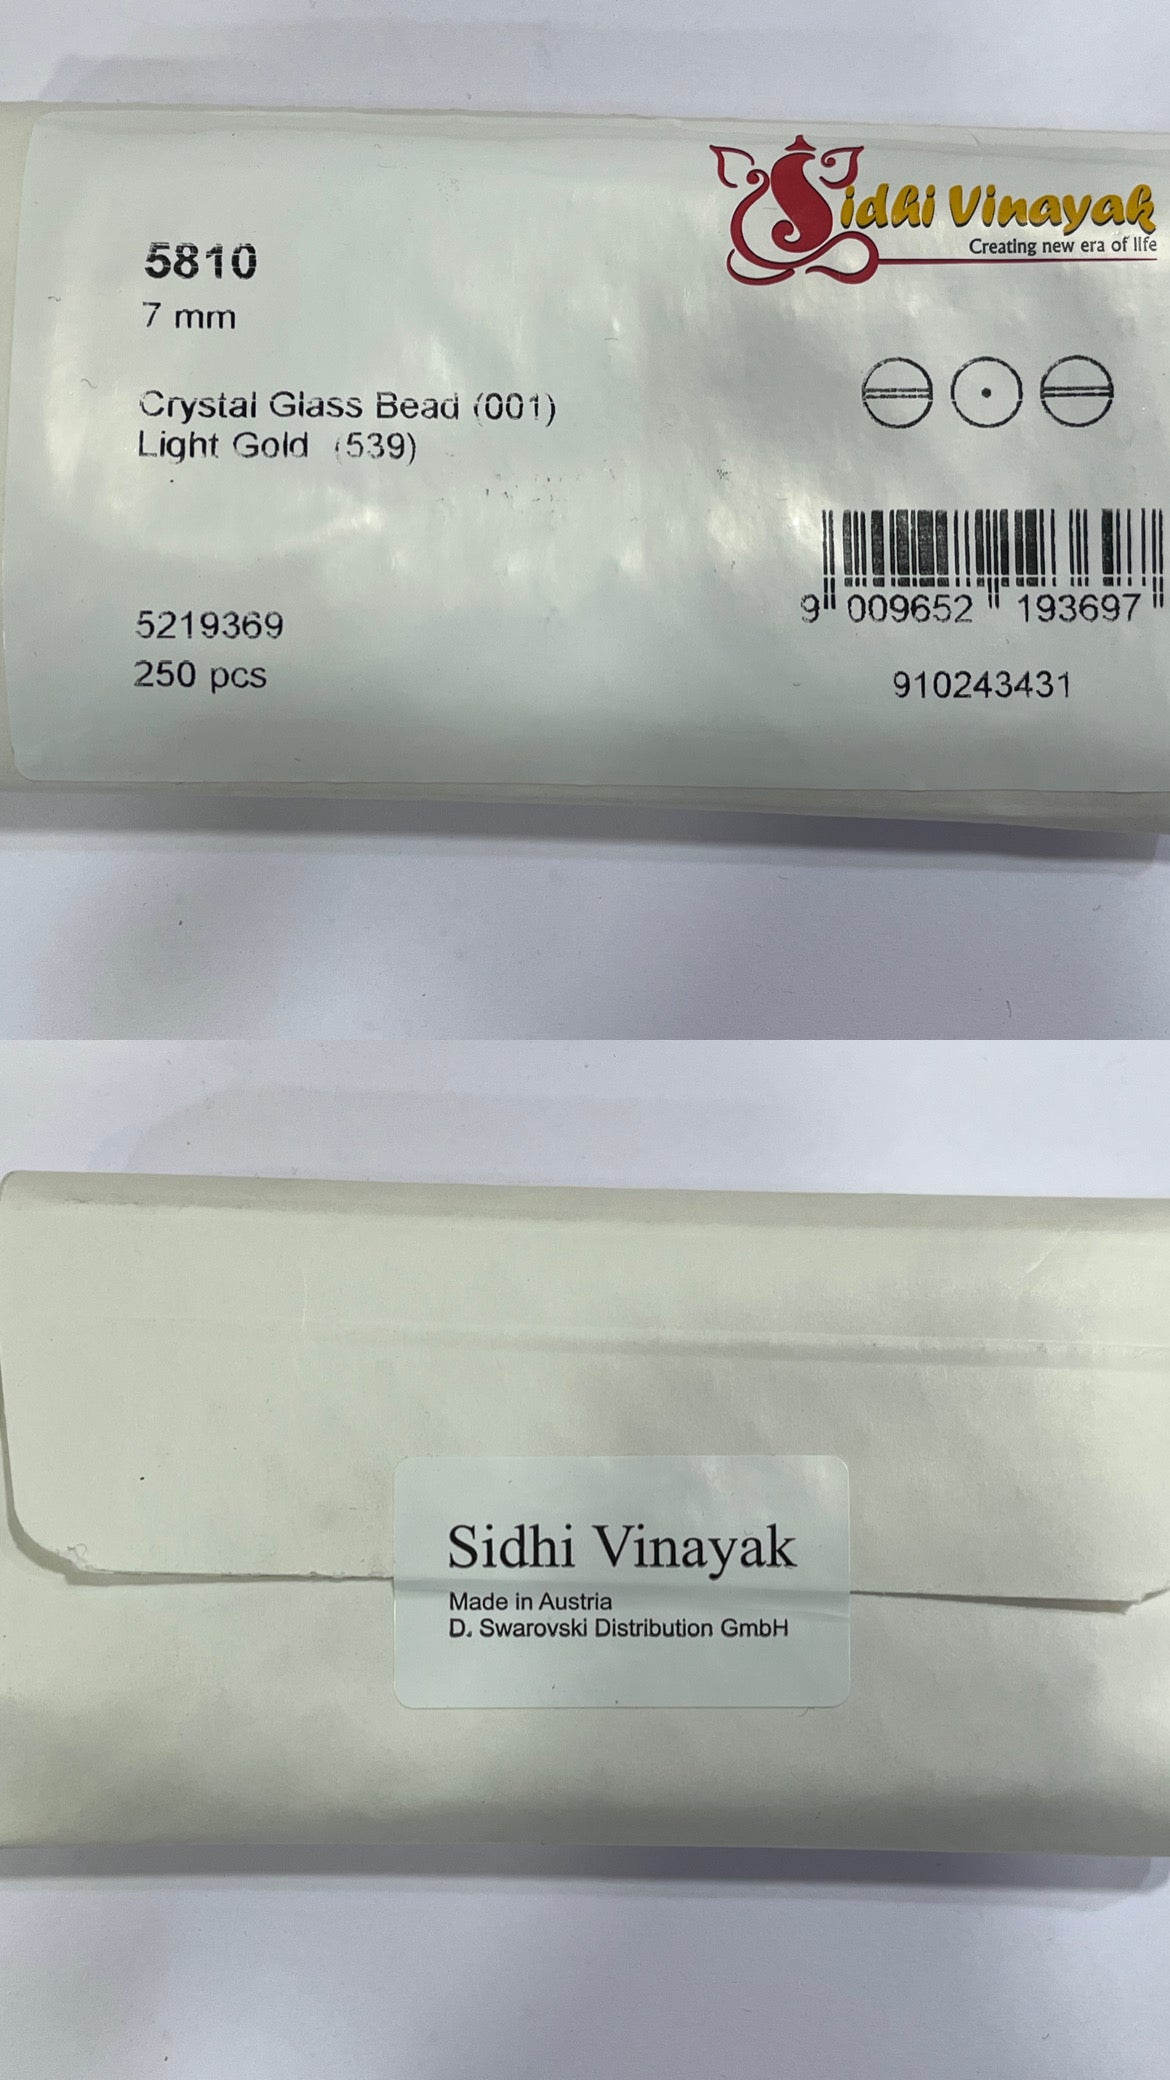 Sidhi Vinayak
Creating new era of life
5810
7 mm
Crystal Glass Bead (001)
Light Gold (539)
5219369
250 pcs
9 009652 193697
910243431
Sidhi Vinayak
Made in Austria
D. Swarovski Distribution GmbH